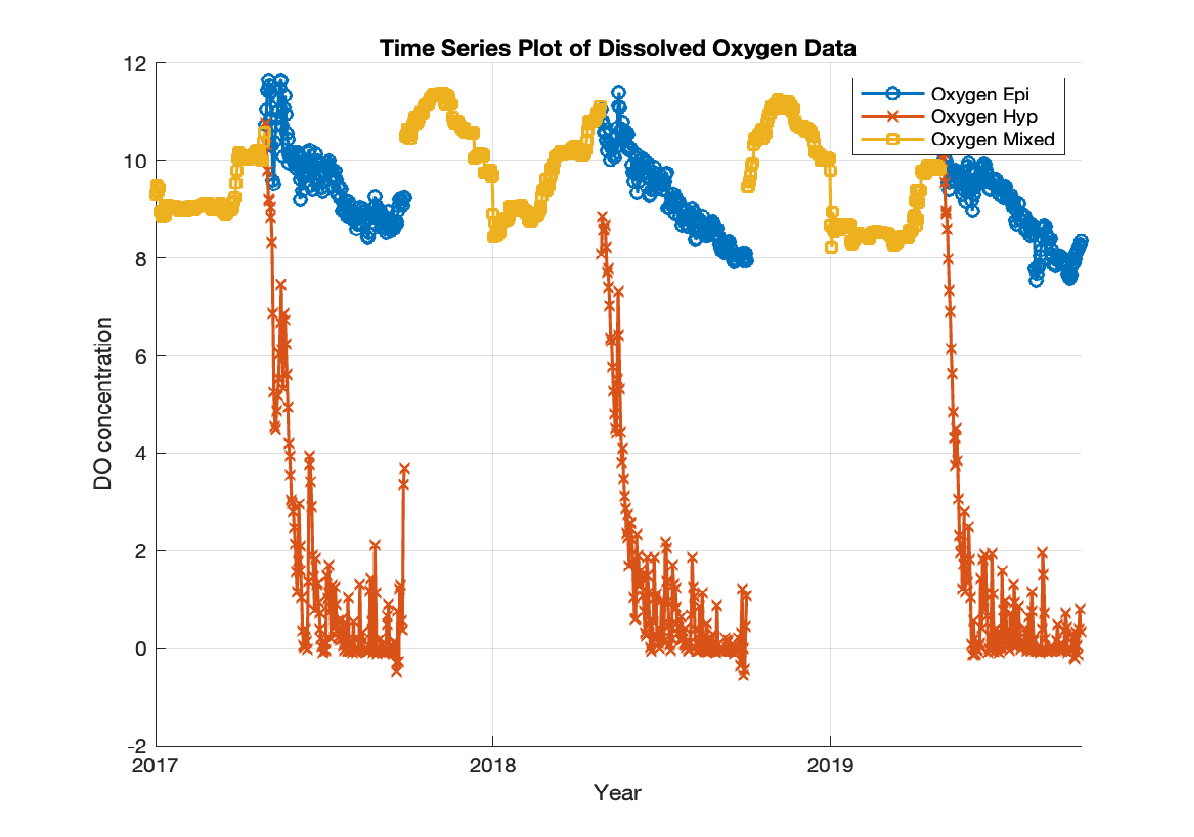 Time Series Plot of Dissolved Oxygen Data
12
10
8
6
4
2
0
-2
DO concentration
Oxygen Epi
Oxygen Hyp
Oxygen Mixed
2017
2018
2019
Year